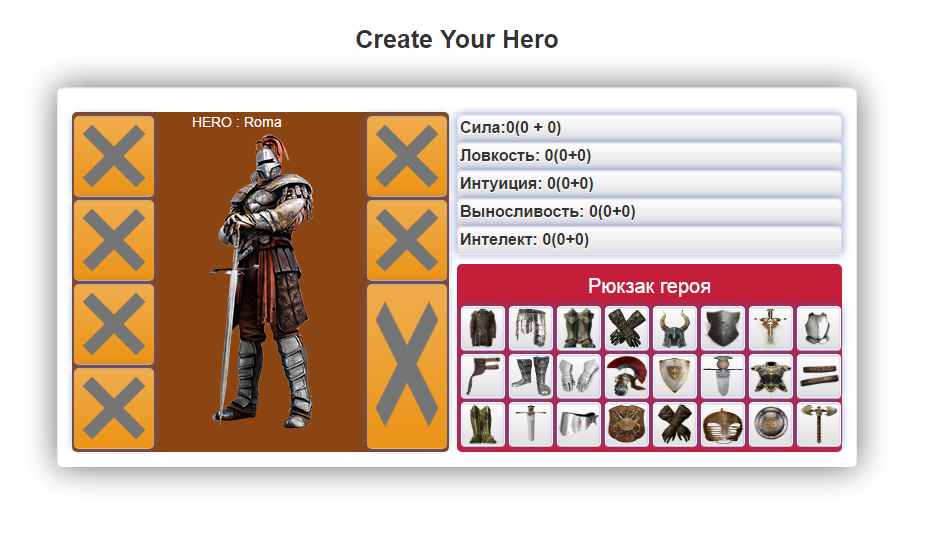 Create Your Hero
HERO : Roma
Сила:0(0 + 0)
Ловкость: 0(0+0)
Интуиция: 0(0+0)
Выносливость: 0(0+0)
Интелект: 0(0+0)
Рюкзак героя